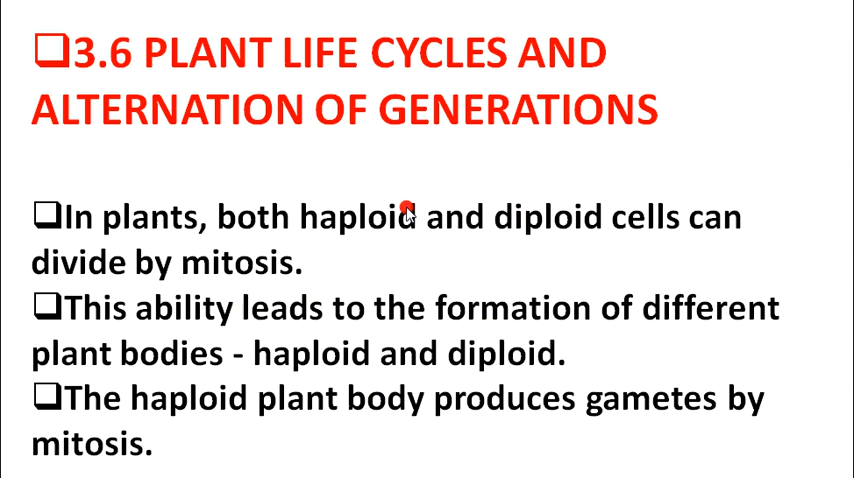 ❑3.6 PLANT LIFE CYCLES AND
ALTERNATION OF GENERATIONS
❑In plants, both haploid and diploid cells can
divide by mitosis.
❑This ability leads to the formation of different
plant bodies - haploid and diploid.
❑The haploid plant body produces gametes by
mitosis.